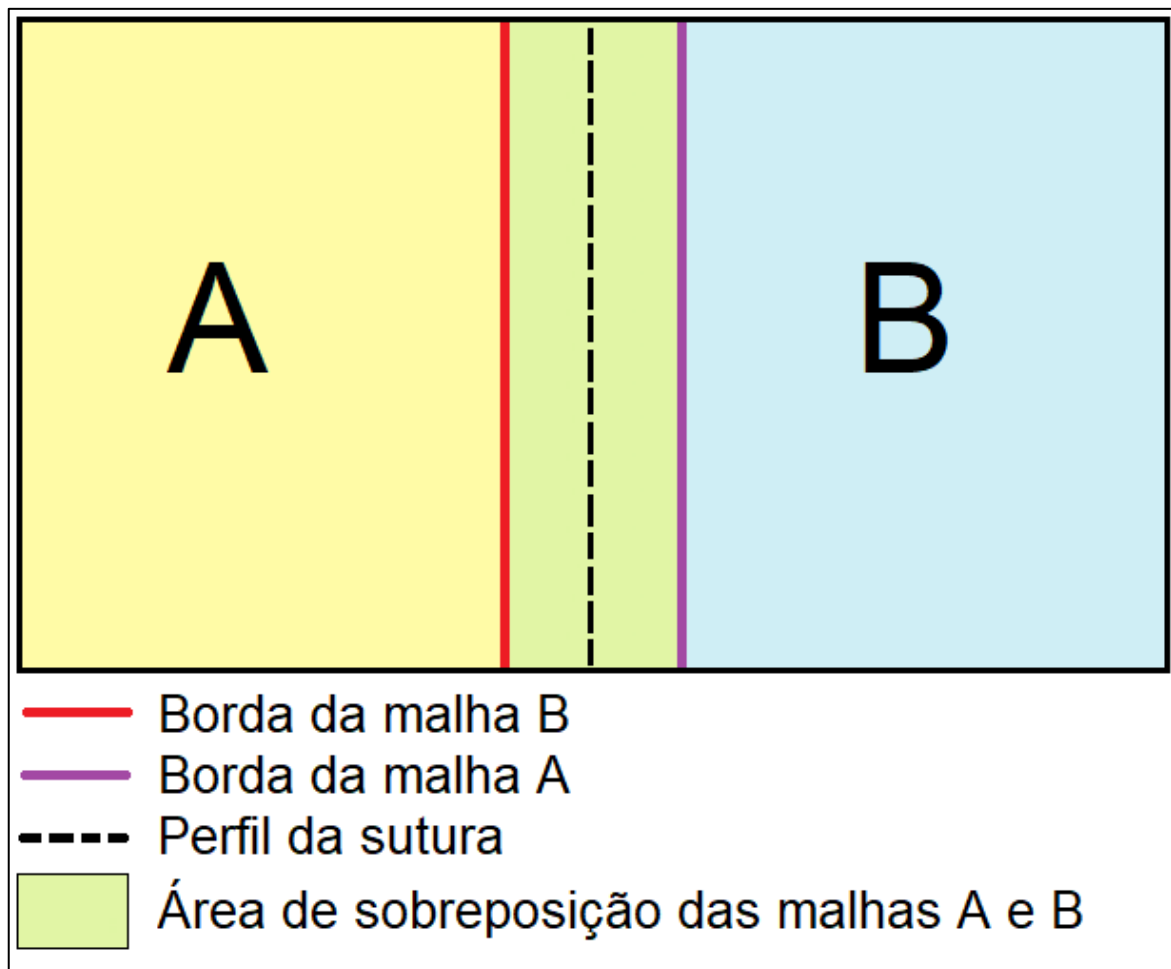 A
B
Borda da malha B
Borda da malha A
Perfil da sutura
Área de sobreposição das malhas A e B